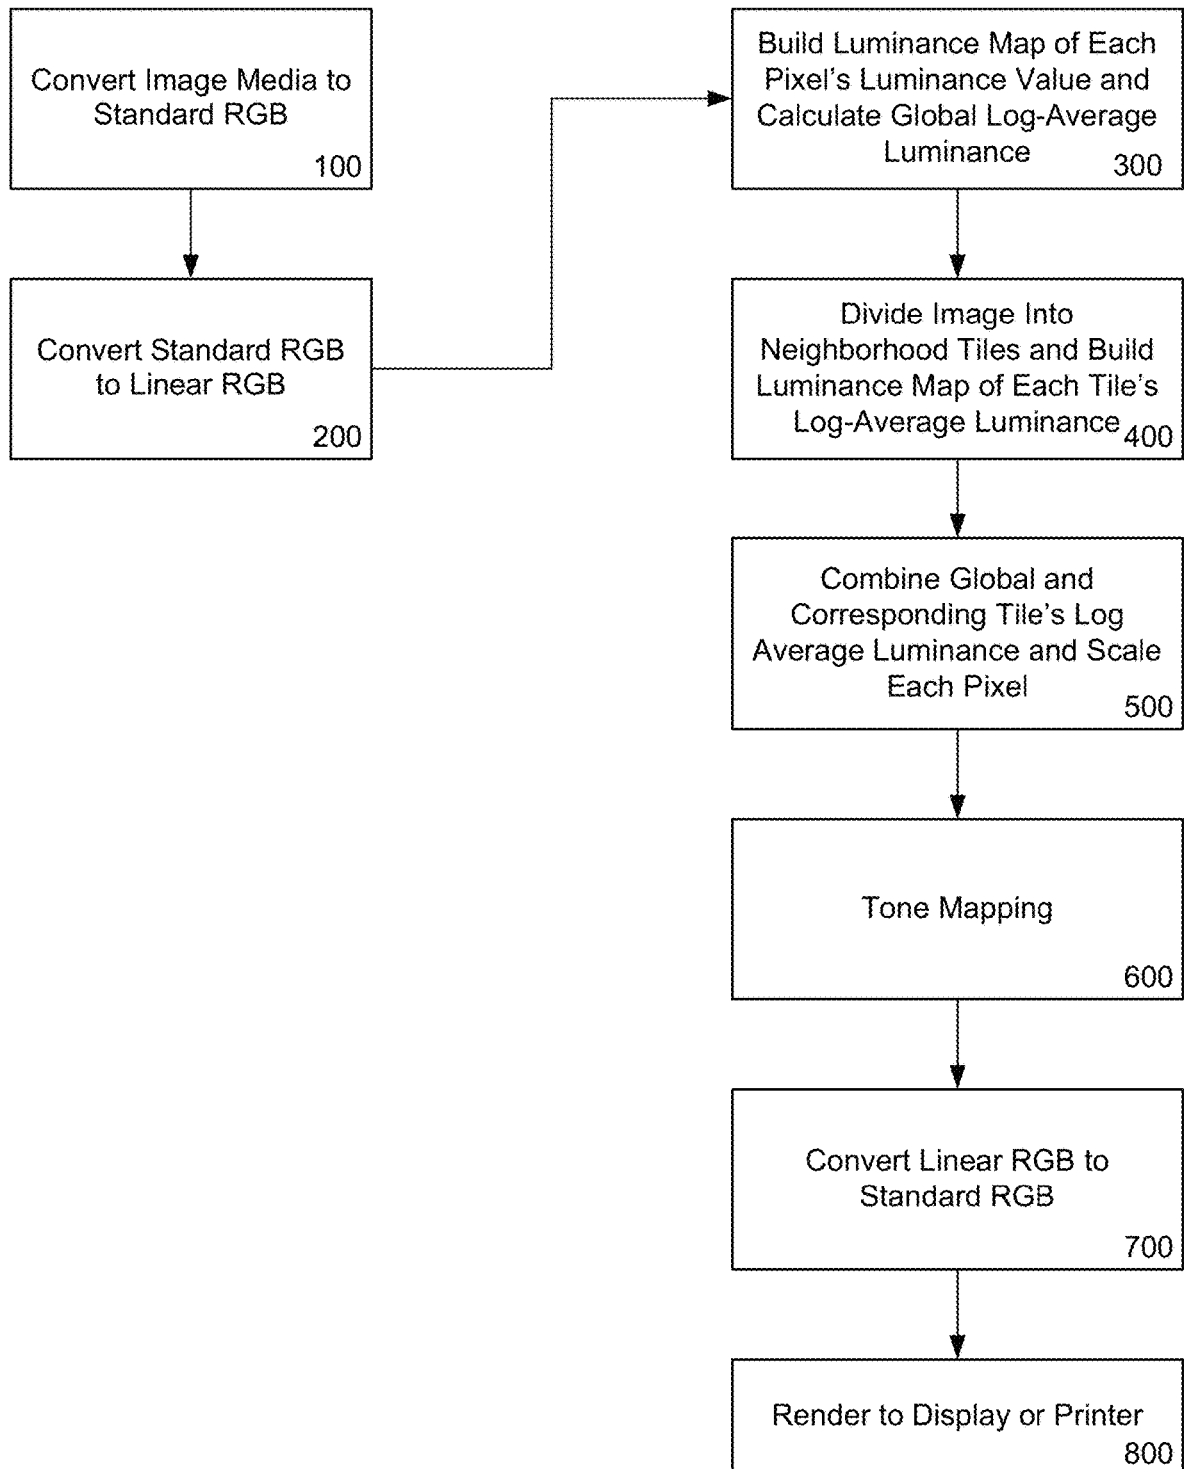 Convert Image Media to
Standard RGB
100
Convert Standard RGB
to Linear RGB
200
Build Luminance Map of Each
Pixel's Luminance Value and
Calculate Global Log-Average
Luminance
300
Divide Image Into
Neighborhood Tiles and Build
Luminance Map of Each Tile's
Log-Average Luminance
400
Combine Global and
Corresponding Tile's Log
Average Luminance and Scale
Each Pixel
500
Tone Mapping
600
Convert Linear RGB to
Standard RGB
700
Render to Display or Printer
800